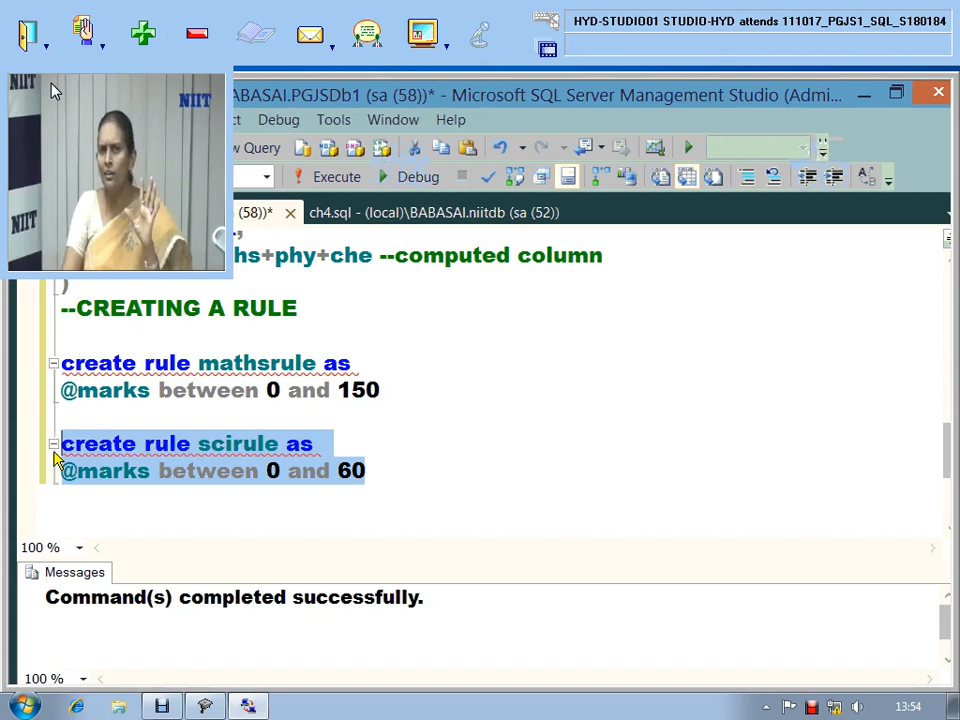 HYD-STUDIO01 STUDIO-HYD attends 111017_PGJS1_SQL_S180184
NIIT
NIIT
NIIT
ABASAI.PGJSDb1 (sa (58))* - Microsoft SQL Server Management Studio (Admi...
ct Debug Tools Window Help
w Query
Execute Debug
(58))* ch4.sql - (local)\BABASAI.niitdb (sa (52))
hs+phy+che --computed column
)
--CREATING A RULE
create rule mathsrule as
@marks between 0 and 150
create rule scirule as
@marks between 0 and 60
100 %
Messages
Command(s) completed successfully.
100 %
13:54